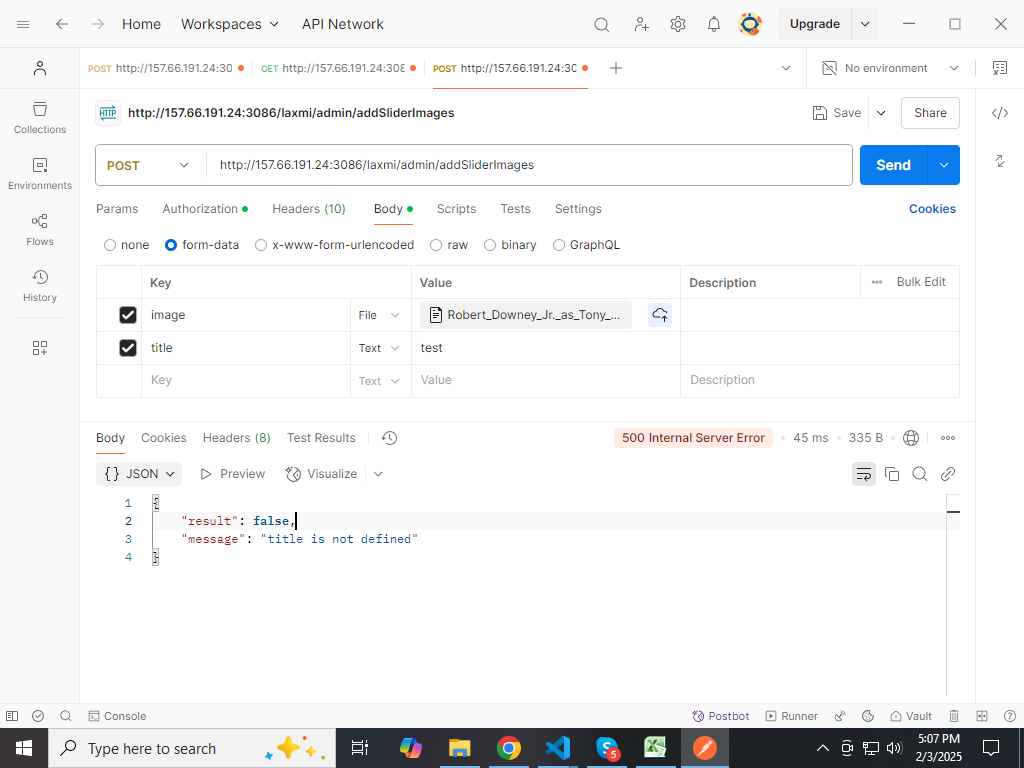 Home Workspaces API Network Upgrade
POST http://157.66.191.24:30 GET http://157.66.191.24:308 POST http://157.66.191.24:30 No environment
HTTP http://157.66.191.24:3086/laxmi/admin/addSliderImages Save Share
Collections
POST http://157.66.191.24:3086/laxmi/admin/addSliderImages Send
Environments
Params Authorization Headers (10) Body Scripts Tests Settings Cookies
Flows
none form-data x-www-form-urlencoded raw binary GraphQL
History
Key Value Description Bulk Edit
image File Robert_Downey_Jr._as_Tony_...
title Text test
Key Text Value Description
Body Cookies Headers (8) Test Results 500 Internal Server Error 45 ms 335 B
{} JSON Preview Visualize
1 {
2 "result": false,
3 "message": "title is not defined"
4 }
Console Postbot Runner Vault
Type here to search 5 5:07 PM
2/3/2025